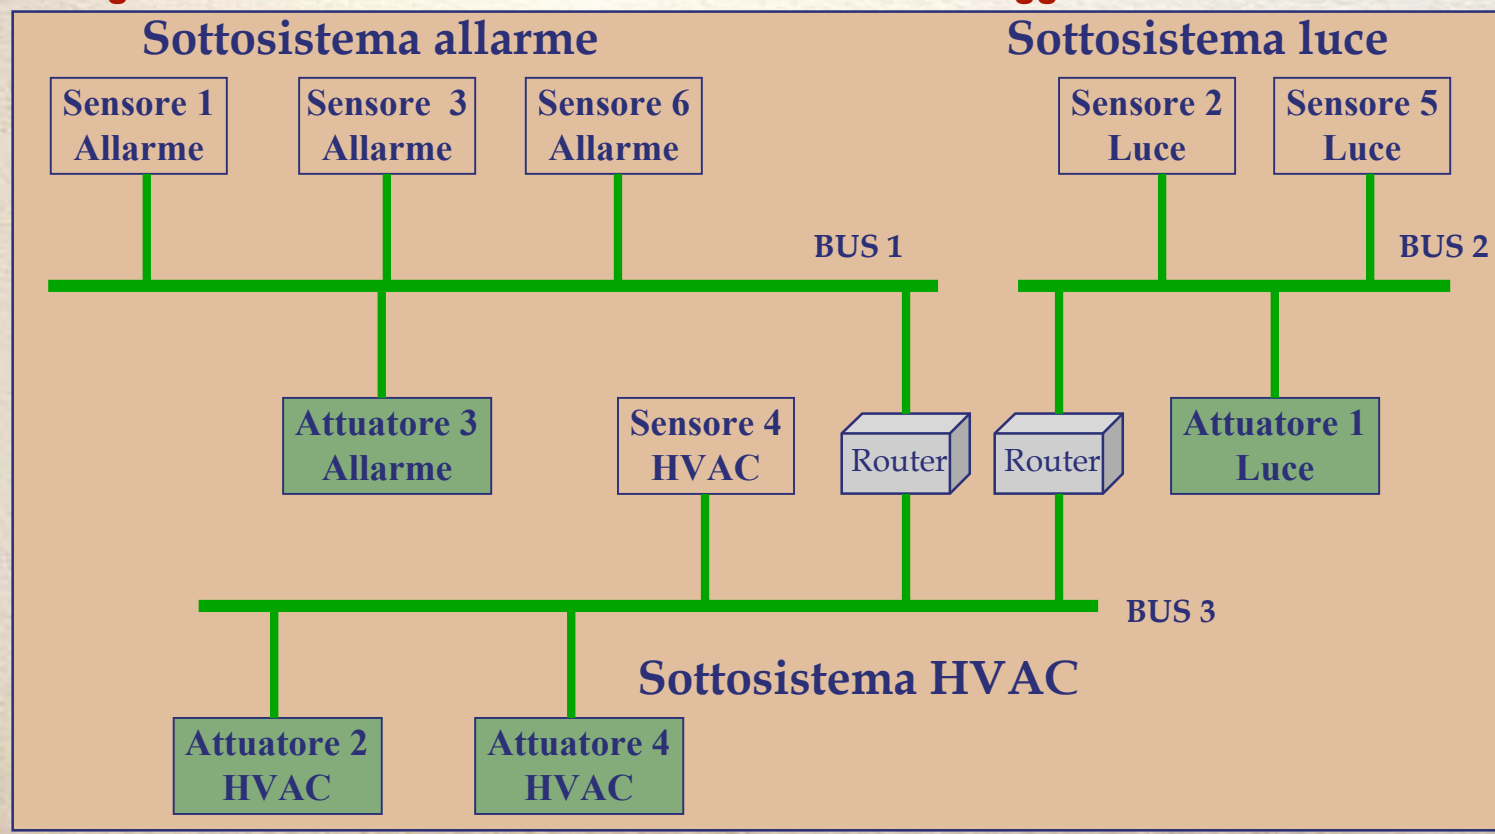 Sottosistema allarme
Sottosistema luce
Sensore 1
Allarme
Sensore 3
Allarme
Sensore 6
Allarme
Sensore 2
Luce
Sensore 5
Luce
BUS 1
BUS 2
Attuatore 3
Allarme
Sensore 4
HVAC
Router
Router
Attuatore 1
Luce
BUS 3
Sottosistema HVAC
Attuatore 2
HVAC
Attuatore 4
HVAC